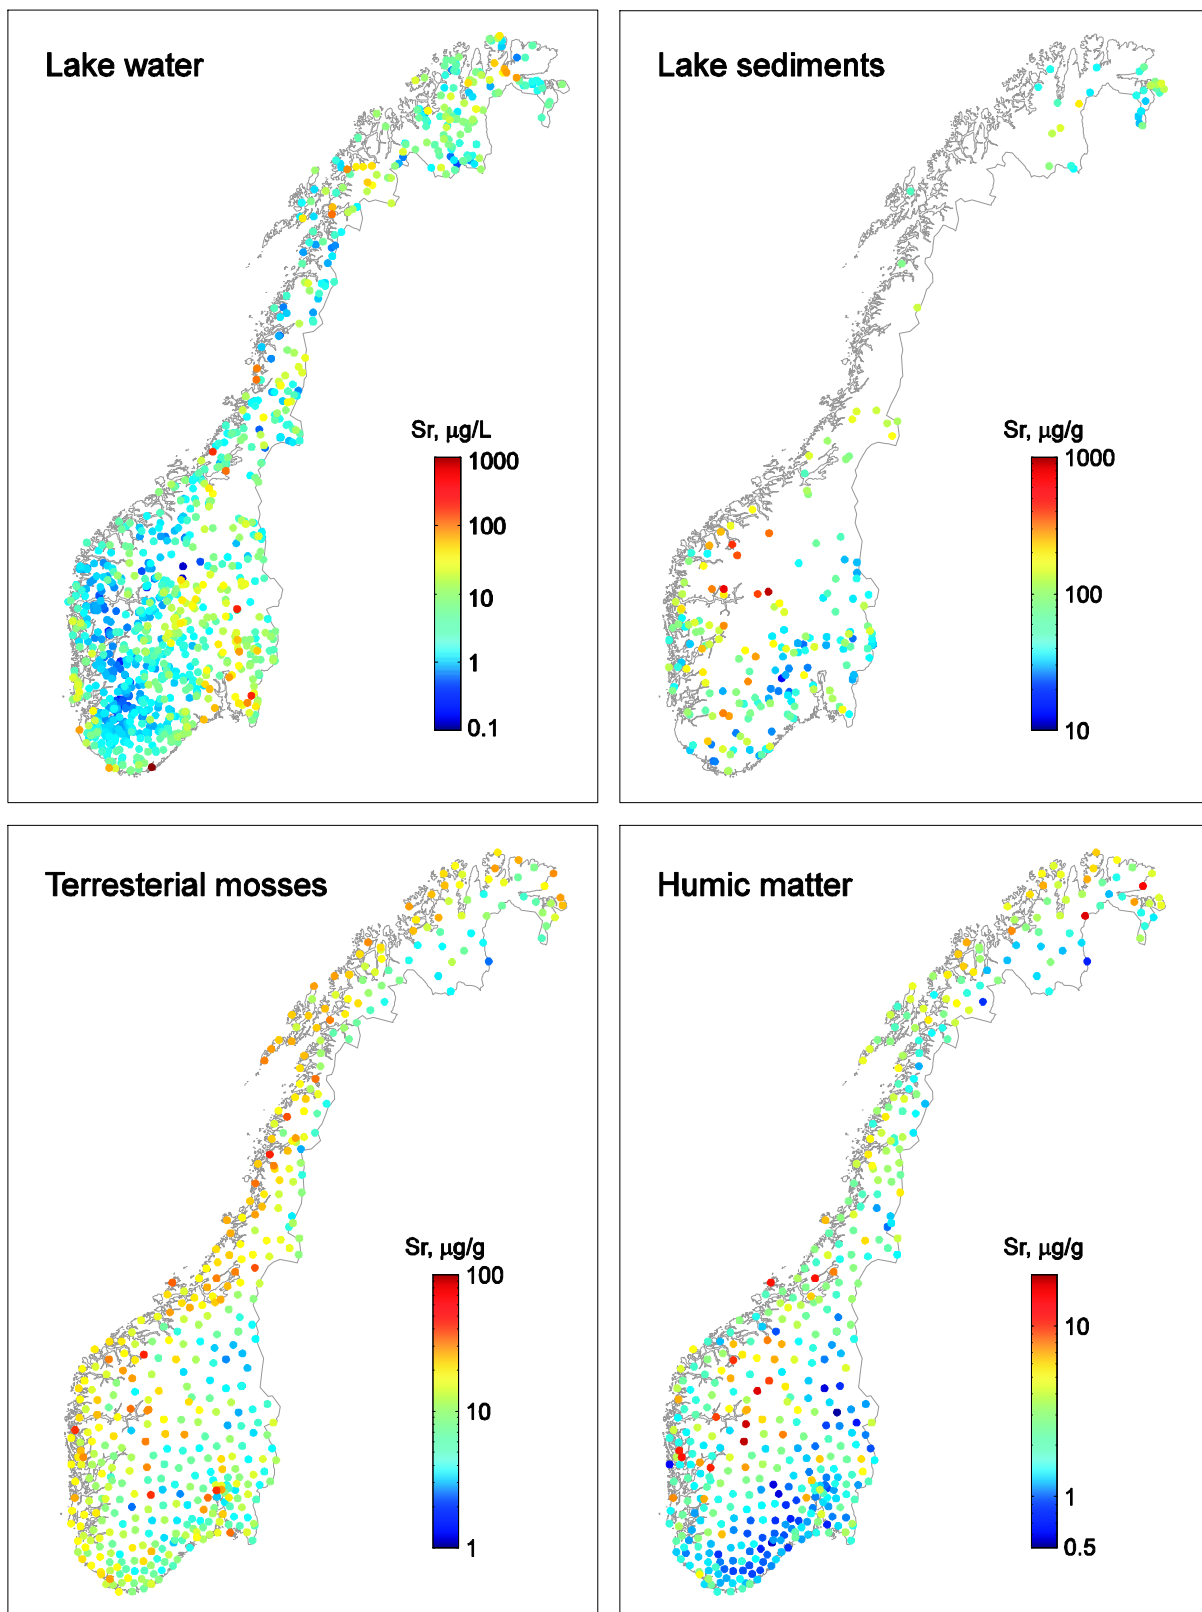 Lake water
Sr, µg/L
1000
100
10
1
0.1
Lake sediments
Sr, µg/g
1000
100
10
Terresterial mosses
Sr, µg/g
100
10
1
Humic matter
Sr, µg/g
10
1
0.5